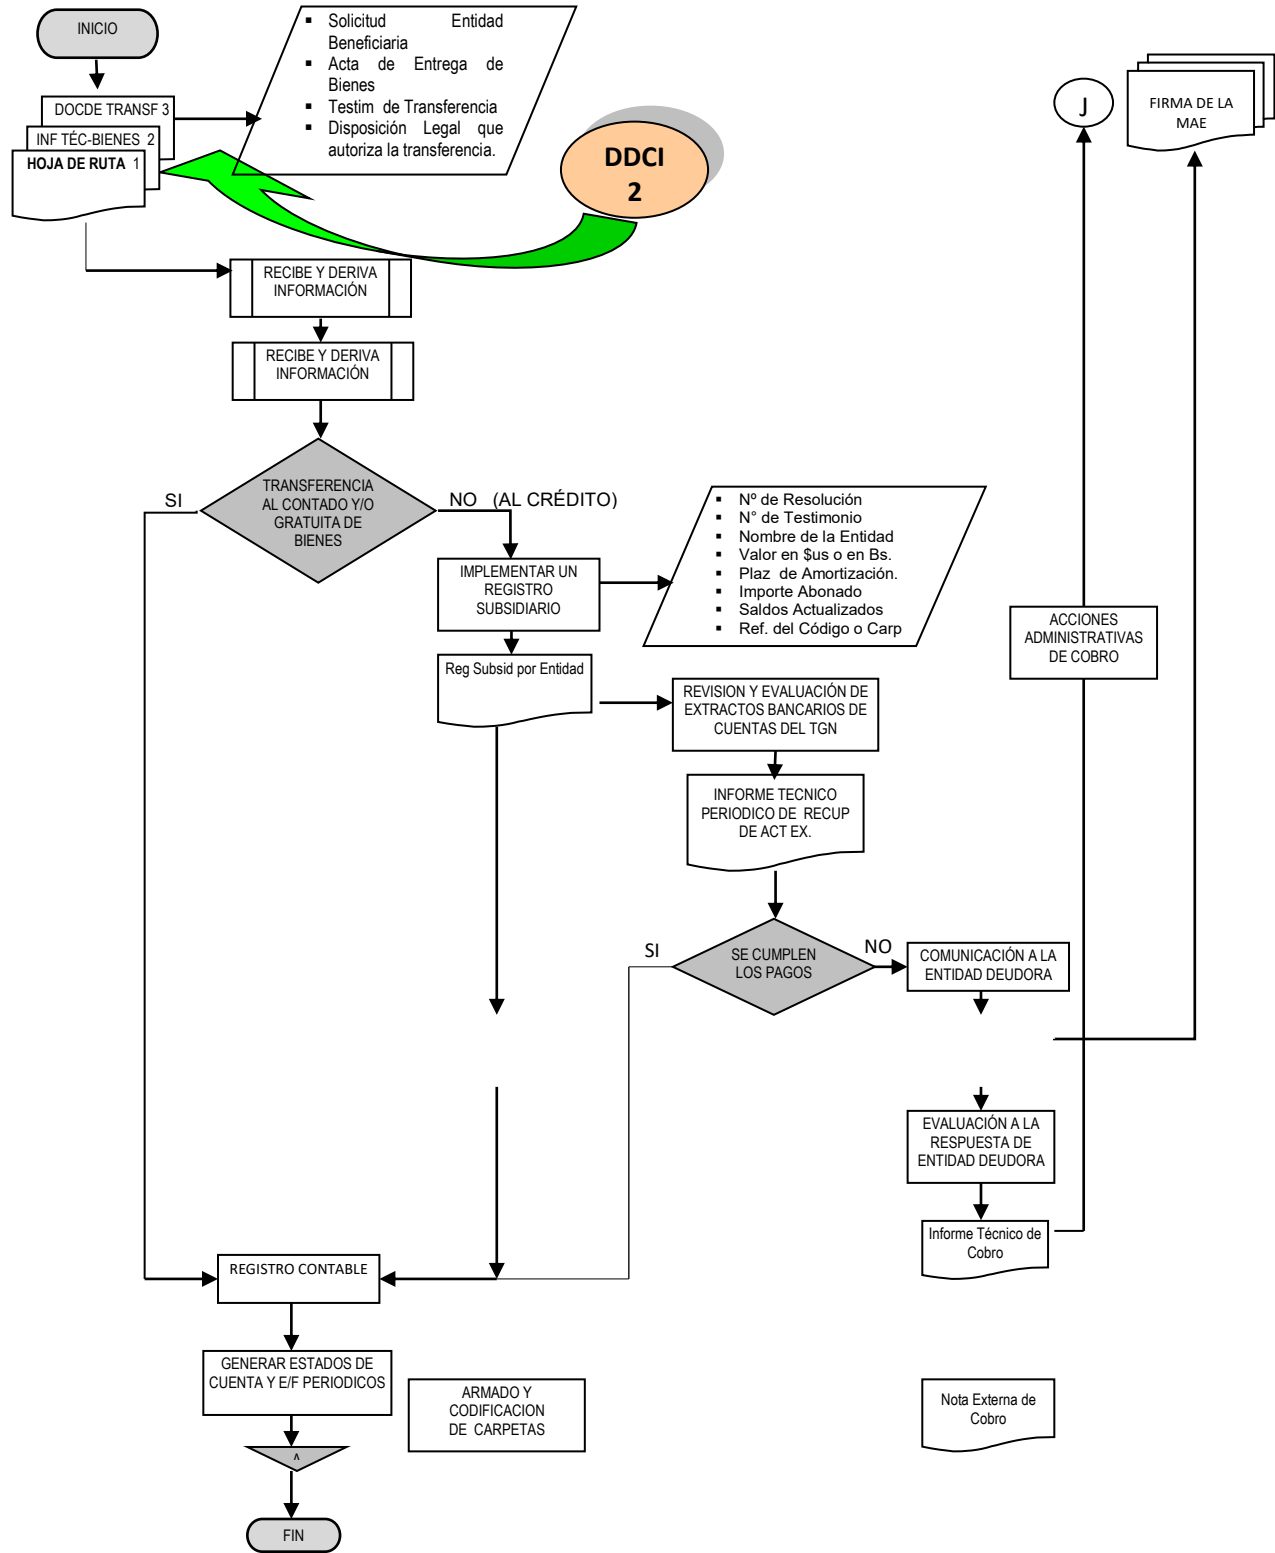 INICIO
▪ Solicitud Entidad
Beneficiaria
▪ Acta de Entrega de
Bienes
▪ Testim de Transferencia
▪ Disposición Legal que
autoriza la transferencia.
DOCDE TRANSF 3
INF TÉC-BIENES 2
HOJA DE RUTA 1
DDCI
2
J
FIRMA DE LA
MAE
RECIBE Y DERIVA
INFORMACIÓN
RECIBE Y DERIVA
INFORMACIÓN
TRANSFERENCIA
AL CONTADO Y/O
GRATUITA DE
BIENES
SI
NO (AL CRÉDITO)
▪ Nº de Resolución
▪ N° de Testimonio
▪ Nombre de la Entidad
▪ Valor en $us o en Bs.
▪ Plaz de Amortización.
▪ Importe Abonado
▪ Saldos Actualizados
▪ Ref. del Código o Carp
IMPLEMENTAR UN
REGISTRO
SUBSIDIARIO
ACCIONES
ADMINISTRATIVAS
DE COBRO
Reg Subsid por Entidad
REVISION Y EVALUACIÓN DE
EXTRACTOS BANCARIOS DE
CUENTAS DEL TGN
INFORME TECNICO
PERIODICO DE RECUP
DE ACT EX.
SI
SE CUMPLEN
LOS PAGOS
NO
COMUNICACIÓN A LA
ENTIDAD DEUDORA
EVALUACIÓN A LA
RESPUESTA DE
ENTIDAD DEUDORA
Informe Técnico de
Cobro
REGISTRO CONTABLE
GENERAR ESTADOS DE
CUENTA Y E/F PERIODICOS
ARMADO Y
CODIFICACION
DE CARPETAS
Nota Externa de
Cobro
^
FIN